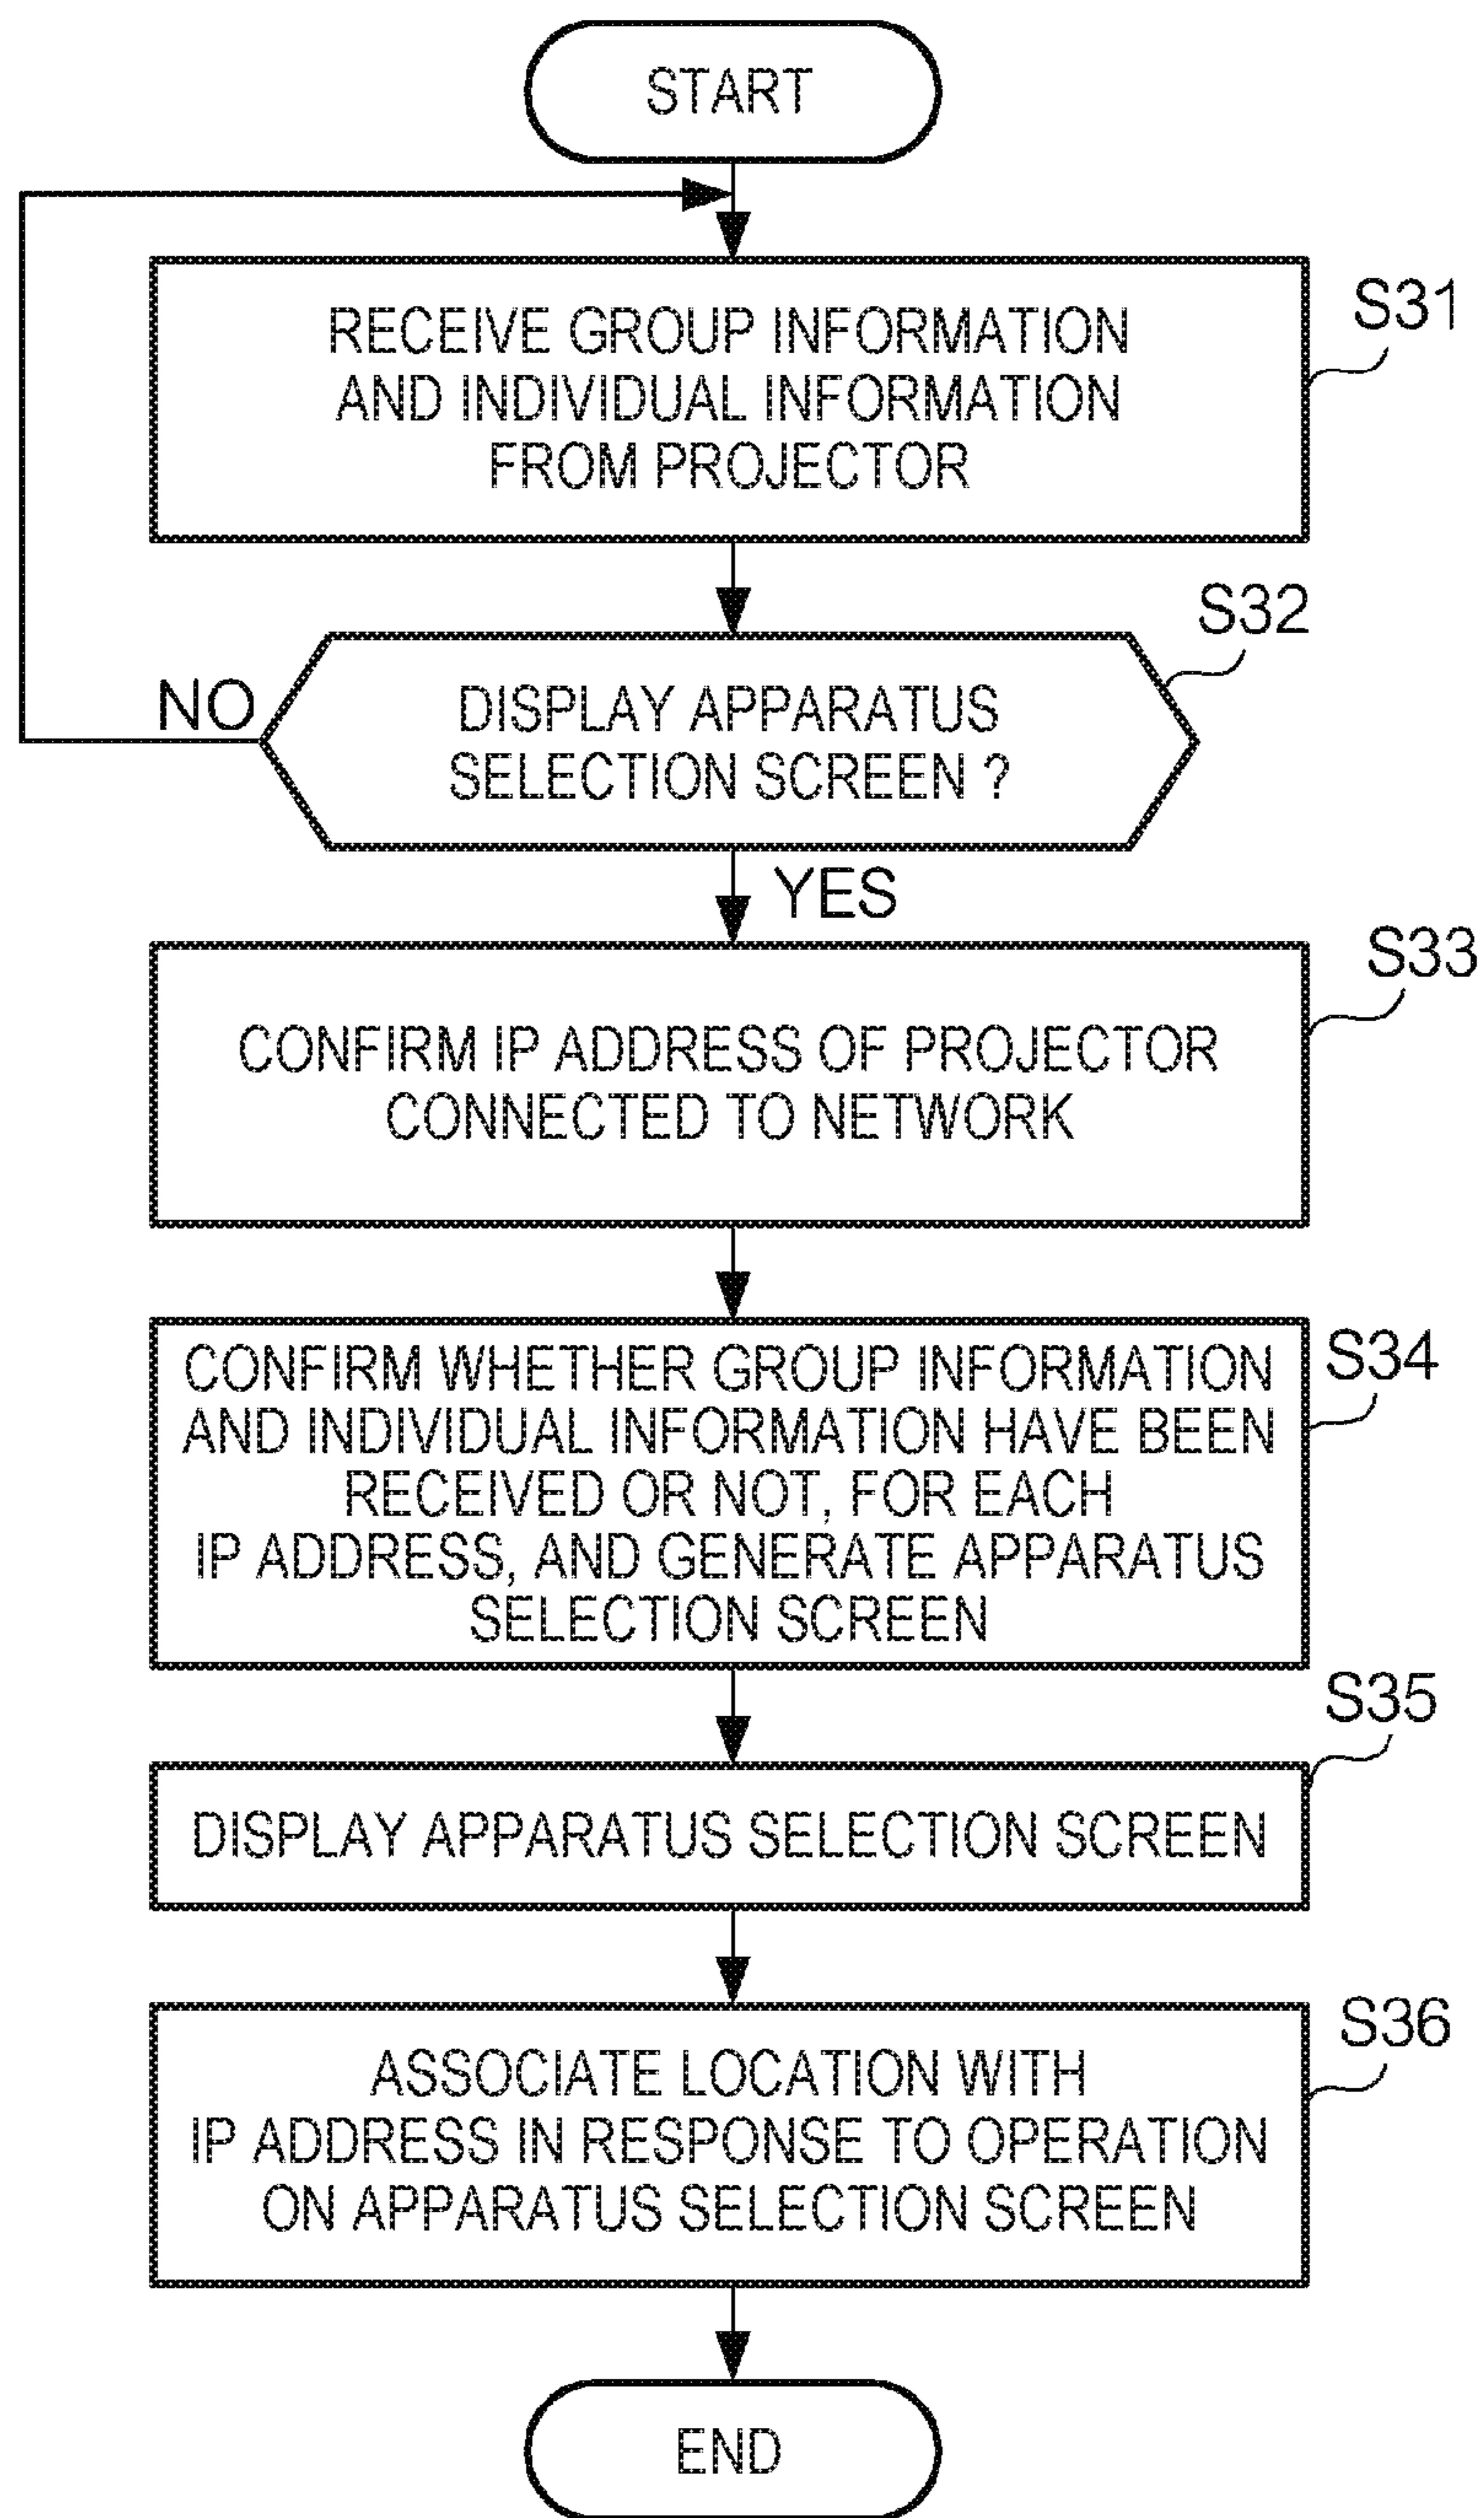 START
RECEIVE GROUP INFORMATION
AND INDIVIDUAL INFORMATION
FROM PROJECTOR
S31
DISPLAY APPARATUS
SELECTION SCREEN ?
S32
NO
YES
CONFIRM IP ADDRESS OF PROJECTOR
CONNECTED TO NETWORK
S33
CONFIRM WHETHER GROUP INFORMATION
AND INDIVIDUAL INFORMATION HAVE BEEN
RECEIVED OR NOT, FOR EACH
IP ADDRESS, AND GENERATE APPARATUS
SELECTION SCREEN
S34
DISPLAY APPARATUS SELECTION SCREEN
S35
ASSOCIATE LOCATION WITH
IP ADDRESS IN RESPONSE TO OPERATION
ON APPARATUS SELECTION SCREEN
S36
END